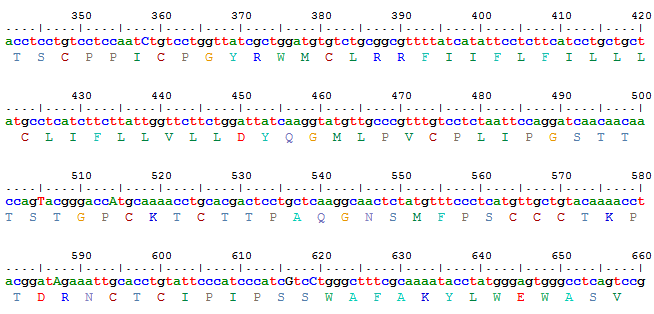 350 360 370 380 390 400 410 420
....|....|....|....|....|....|....|....|....|....|....|....|....|....|....|....|
acctcctgtcctccaatCtgtcctggttatcgctggatgtgtctgcggcgttttatcatattcctcttcatcctgctgct
T S C P P I C P G Y R W M C L R R F I I F L F I L L L
430 440 450 460 470 480 490 500
....|....|....|....|....|....|....|....|....|....|....|....|....|....|....|....|
atgcctcatcttcttattggttcttctggattatcaaggtatgttgcccgtttgtcctctaattccaggatcaacaacaa
C L I F L L V L L D Y Q G M L P V C P L I P G S T T
510 520 530 540 550 560 570 580
....|....|....|....|....|....|....|....|....|....|....|....|....|....|....|....|
ccagTacgggaccAtgcaaaacctgcacgactcctgctcaaggcaactctatgtttccctcatgttgctgtacaaaacct
T S T G P C K T C T T P A Q G N S M F P S C C C T K P
590 600 610 620 630 640 650 660
....|....|....|....|....|....|....|....|....|....|....|....|....|....|....|....|
acggatAgaaattgcacctgtattcccatcccatcGtcCtgggctttcgcaaaatacctatgggagtgggcctcagtccg
T D R N C T C I P I P S S W A F A K Y L W E W A S V